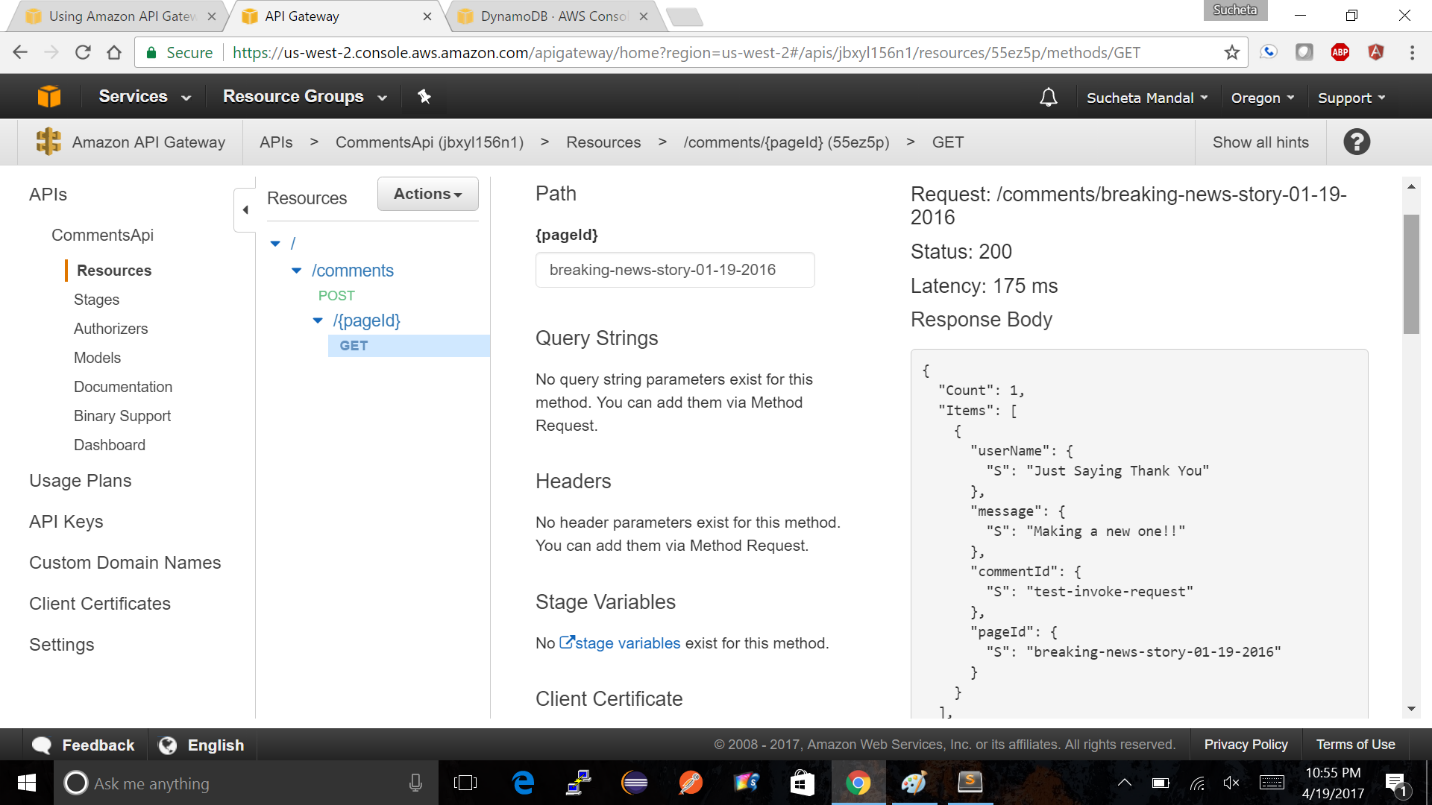 Using Amazon API Gatew
API Gateway
DynamoDB · AWS Conso
Sucheta
Secure
https://us-west-2.console.aws.amazon.com/apigateway/home?region=us-west-2#/apis/jbxyl156n1/resources/55ez5p/methods/GET
ABP
Services
Resource Groups
Sucheta Mandal
Oregon
Support
Amazon API Gateway
APIs > CommentsApi (jbxyl156n1) > Resources > /comments/{pageId} (55ez5p) > GET
Show all hints
?
APIs
CommentsApi
Resources
Stages
Authorizers
Models
Documentation
Binary Support
Dashboard
Usage Plans
API Keys
Custom Domain Names
Client Certificates
Settings
Resources
Actions
/
/comments
POST
/{pageId}
GET
Path
{pageId}
breaking-news-story-01-19-2016
Query Strings
No query string parameters exist for this
method. You can add them via Method
Request.
Headers
No header parameters exist for this method.
You can add them via Method Request.
Stage Variables
No stage variables exist for this method.
Client Certificate
Request: /comments/breaking-news-story-01-19-
2016
Status: 200
Latency: 175 ms
Response Body
{
"Count": 1,
"Items": [
{
"userName": {
"S": "Just Saying Thank You"
},
"message": {
"S": "Making a new one!!"
},
"commentId": {
"S": "test-invoke-request"
},
"pageId": {
"S": "breaking-news-story-01-19-2016"
}
}
],
Feedback
English
© 2008 - 2017, Amazon Web Services, Inc. or its affiliates. All rights reserved.
Privacy Policy
Terms of Use
Ask me anything
10:55 PM
4/19/2017
1